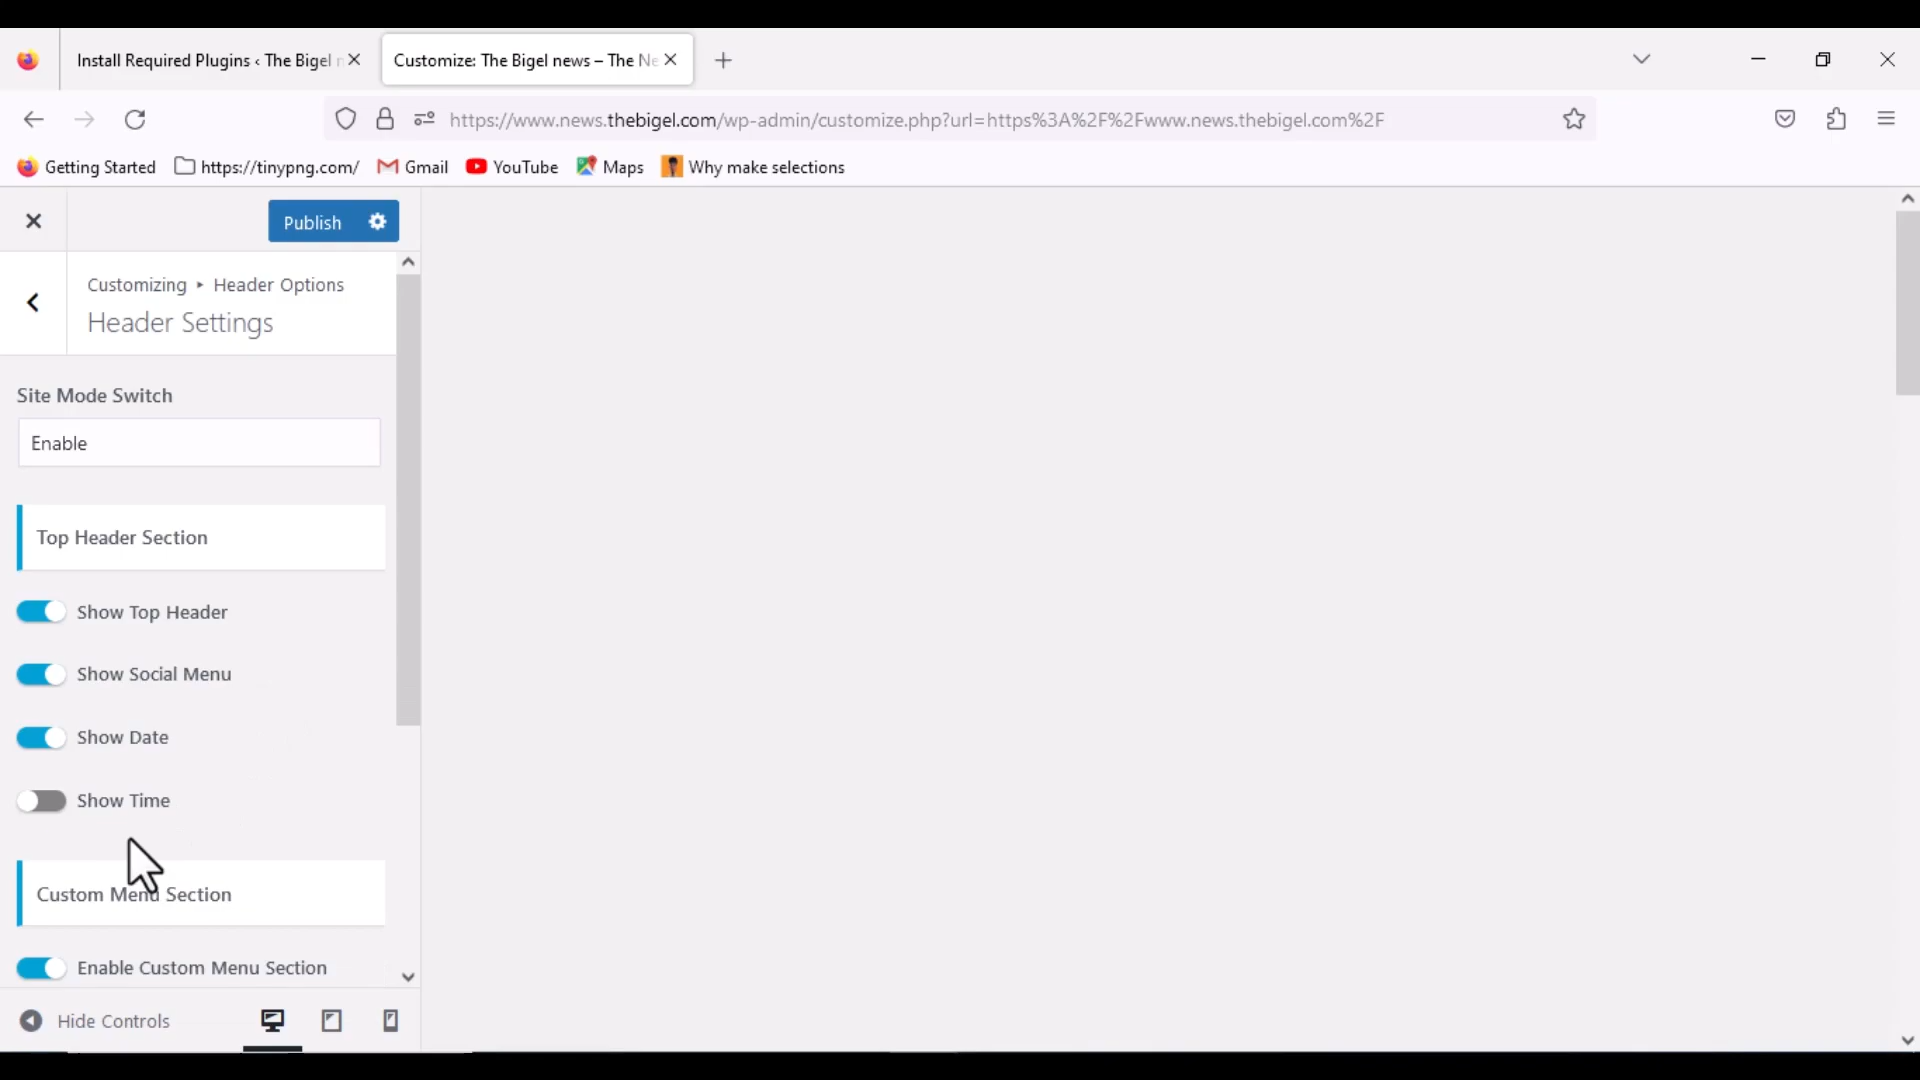 Install Required Plugins ‹ The Bigel n
Customize: The Bigel news – The Ne
https://www.news.thebigel.com/wp-admin/customize.php?url=https%3A%2F%2Fwww.news.thebigel.com%2F
Getting Started
https://tinypng.com/
Gmail
YouTube
Maps
Why make selections
Publish
Customizing ▸ Header Options
Header Settings
Site Mode Switch
Enable
Top Header Section
Show Top Header
Show Social Menu
Show Date
Show Time
Custom Menu Section
Enable Custom Menu Section
Hide Controls